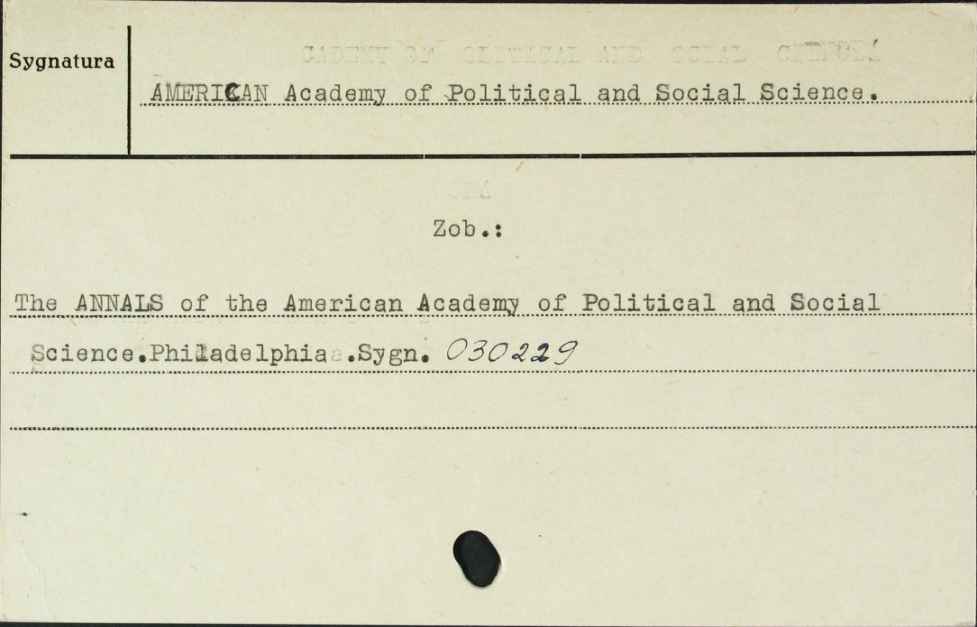 Sygnatura
AMERICAN Academy of Political and Social Science.
Zob.:
The ANNALS of the American Academy of Political and Social
Science.Philadelphia .Sygn. 030229